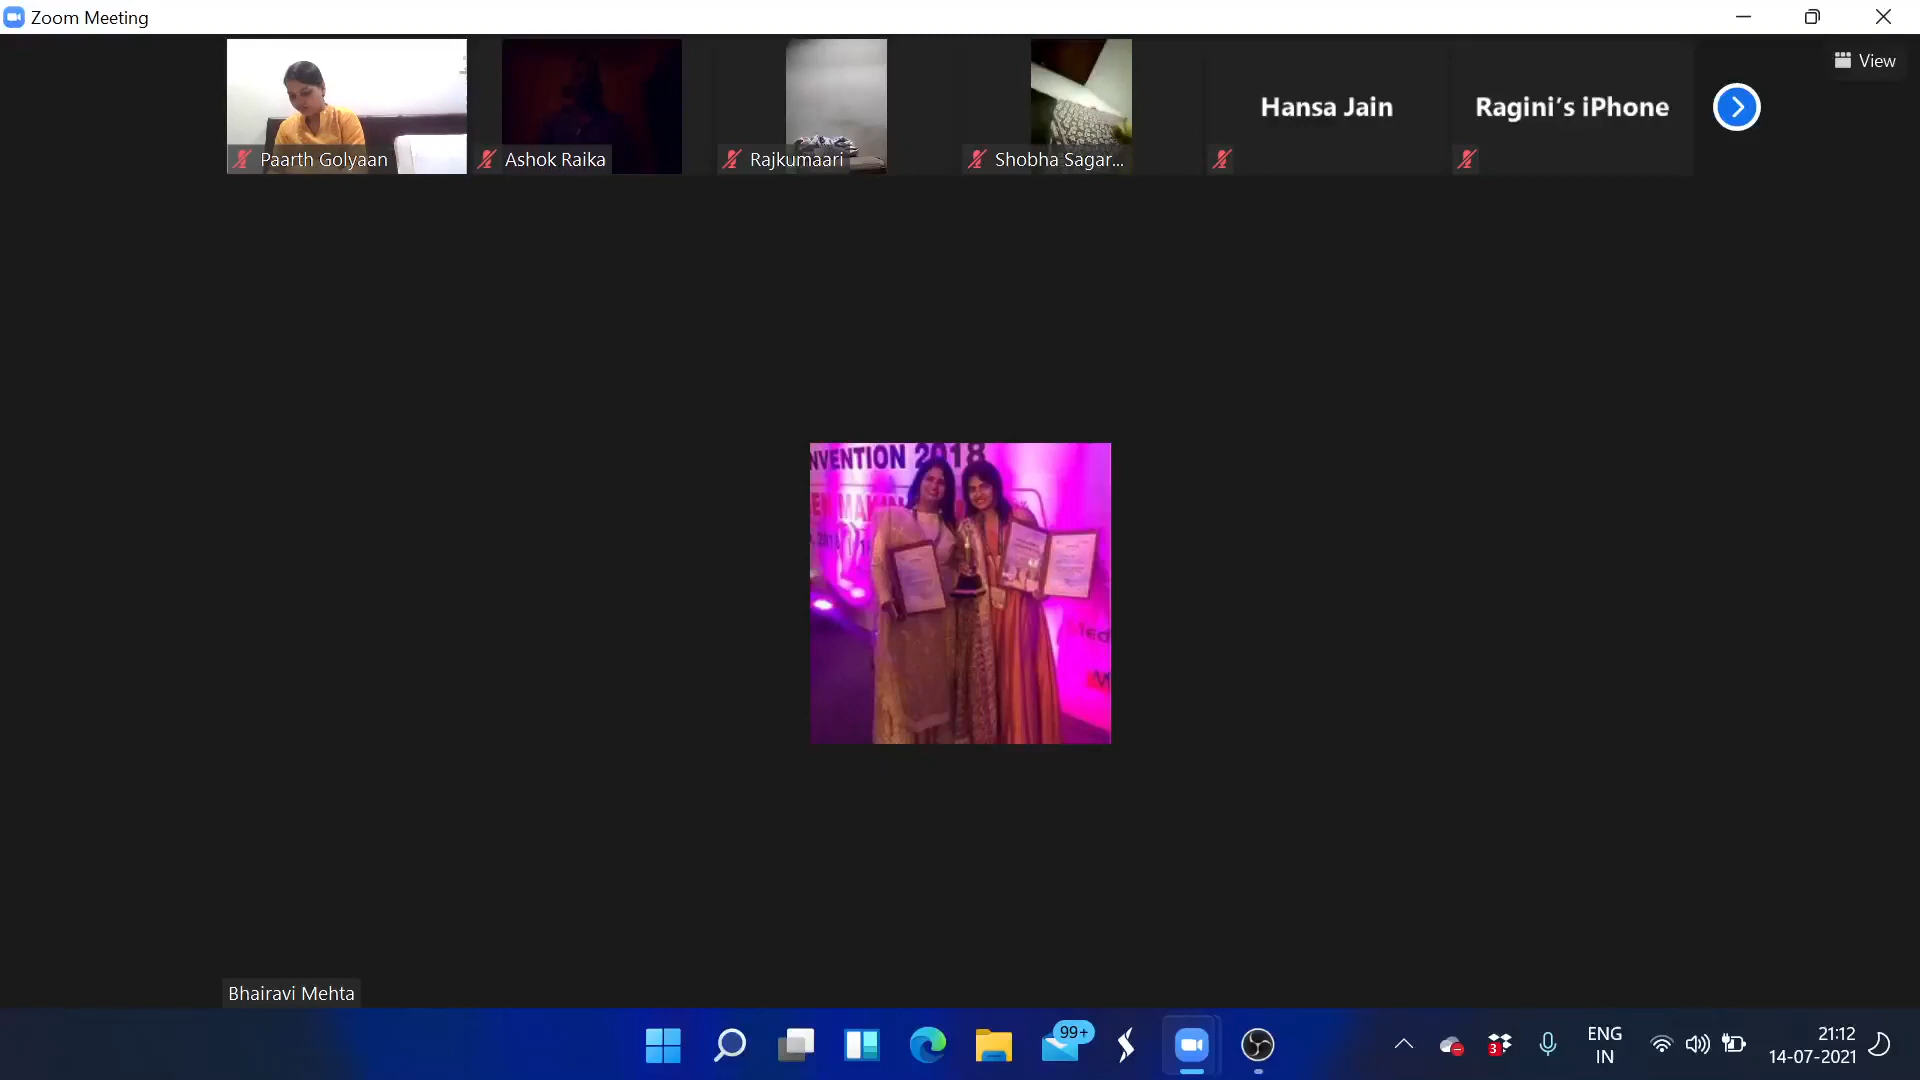 Zoom Meeting
View
Paarth Golyaan
Ashok Raika
Rajkumaari
Shobha Sagar...
Hansa Jain
Ragini's iPhone
NVENTION 2018
Bhairavi Mehta
99+
3
ENG
IN
21:12
14-07-2021